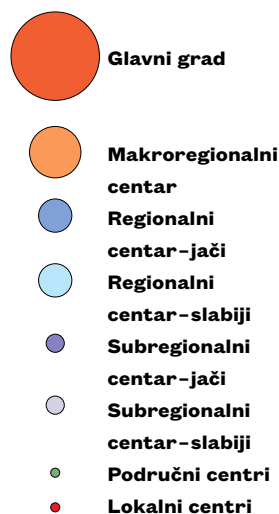 Glavni grad
Makroregionalni
centar
Regionalni
centar–jači
Regionalni
centar–slabiji
Subregionalni
centar–jači
Subregionalni
centar–slabiji
Područni centri
Lokalni centri